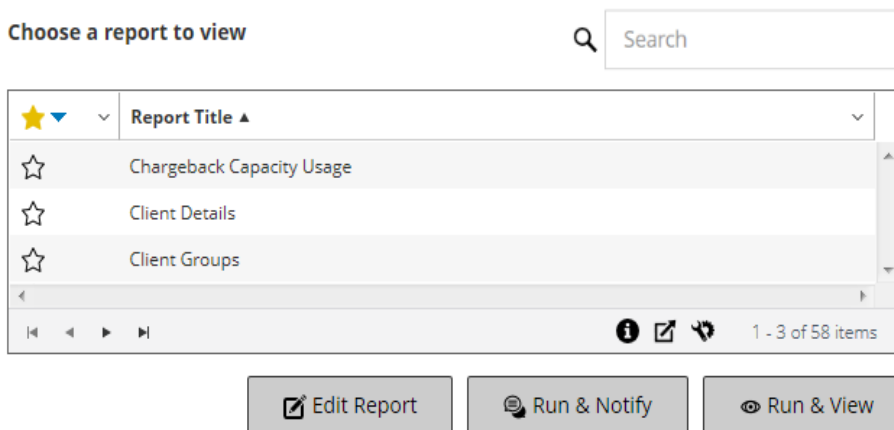 Choose a report to view
Search
Report Title
Chargeback Capacity Usage
Client Details
Client Groups
1 - 3 of 58 items
Edit Report
Run & Notify
Run & View